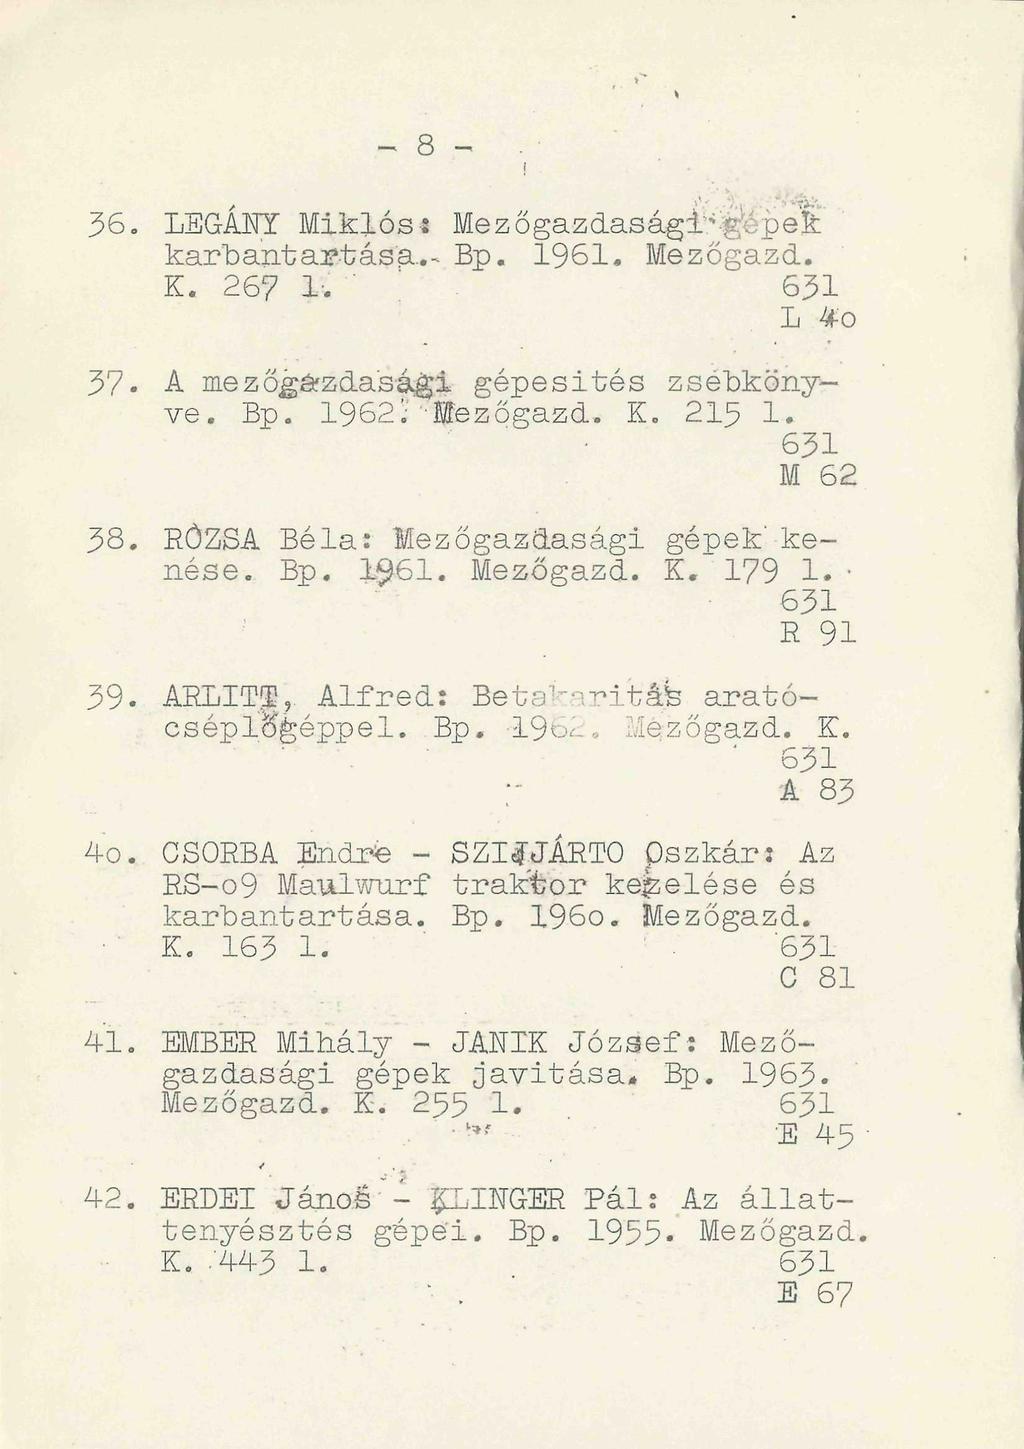 - 8 -
36. LEGÁNY Miklós: Mezőgazdasági gépek
karbantartása.- Bp. 1961. Mezőgazd.
K. 267 l. 631
L 4o
37. A mezőgazdasági gépesités zsebköny-
ve. Bp. 1962. Mezőgazd. K. 215 l.
631
M 62
38. RÓZSA Béla: Mezőgazdasági gépek ke-
nése. Bp. 1961. Mezőgazd. K. 179 l.
631
R 91
39. ARLITT, Alfred: Betakaritás arató-
cséplőgéppel. Bp. 1962. Mezőgazd. K.
631
A 83
4o. CSORBA Endre - SZIJJÁRTO Oszkár: Az
RS-o9 Maulwurf traktor kezelése és
karbantartása. Bp. 196o. Mezőgazd.
K. 163 l. 631
C 81
41. EMBER Mihály - JANIK József: Mező-
gazdasági gépek javitása. Bp. 1963.
Mezőgazd. K. 255 l. 631
E 45
42. ERDEI János - KLINGER Pál: Az állat-
tenyésztés gépei. Bp. 1955. Mezőgazd.
K. 443 l. 631
E 67